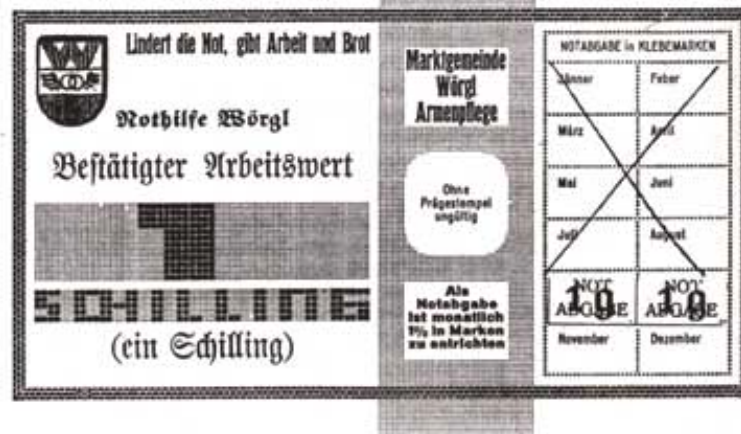 Lindert die Not, gibt Arbeit und Brot
Nothilfe Wörgl
Bestätigter Arbeitswert
1
SCHILLING
(ein Schilling)
Marktgemeinde
Wörgl
Armenpflege
Ohne
Prägestempel
ungültig
Als
Notabgabe
ist monatlich
1% in Marken
zu entrichten
NOTABGABE in KLEBEMARKEN
Jänner Feber
März April
Mai Juni
Juli August
NOT NOT
10 10
ABGABE ABGABE
November Dezember